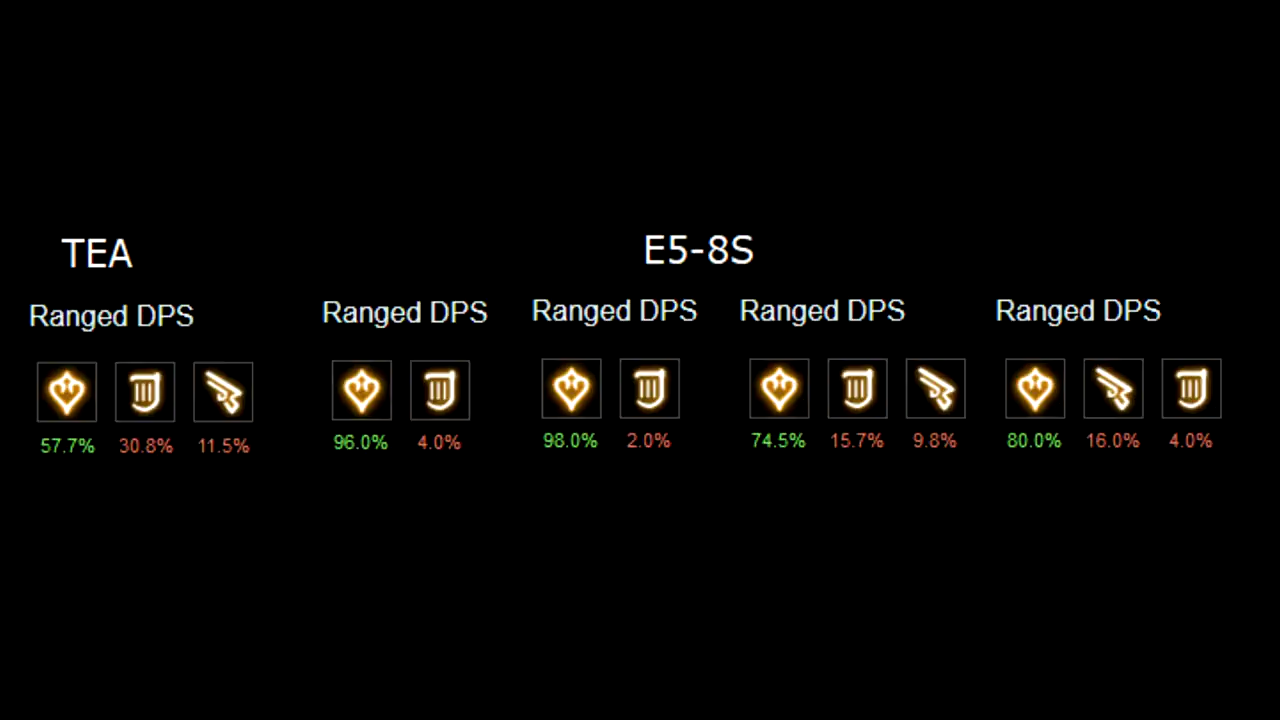 TEA
E5-8S
Ranged DPS
57.7% 30.8% 11.5%
Ranged DPS
96.0% 4.0%
Ranged DPS
98.0% 2.0%
Ranged DPS
74.5% 15.7% 9.8%
Ranged DPS
80.0% 16.0% 4.0%